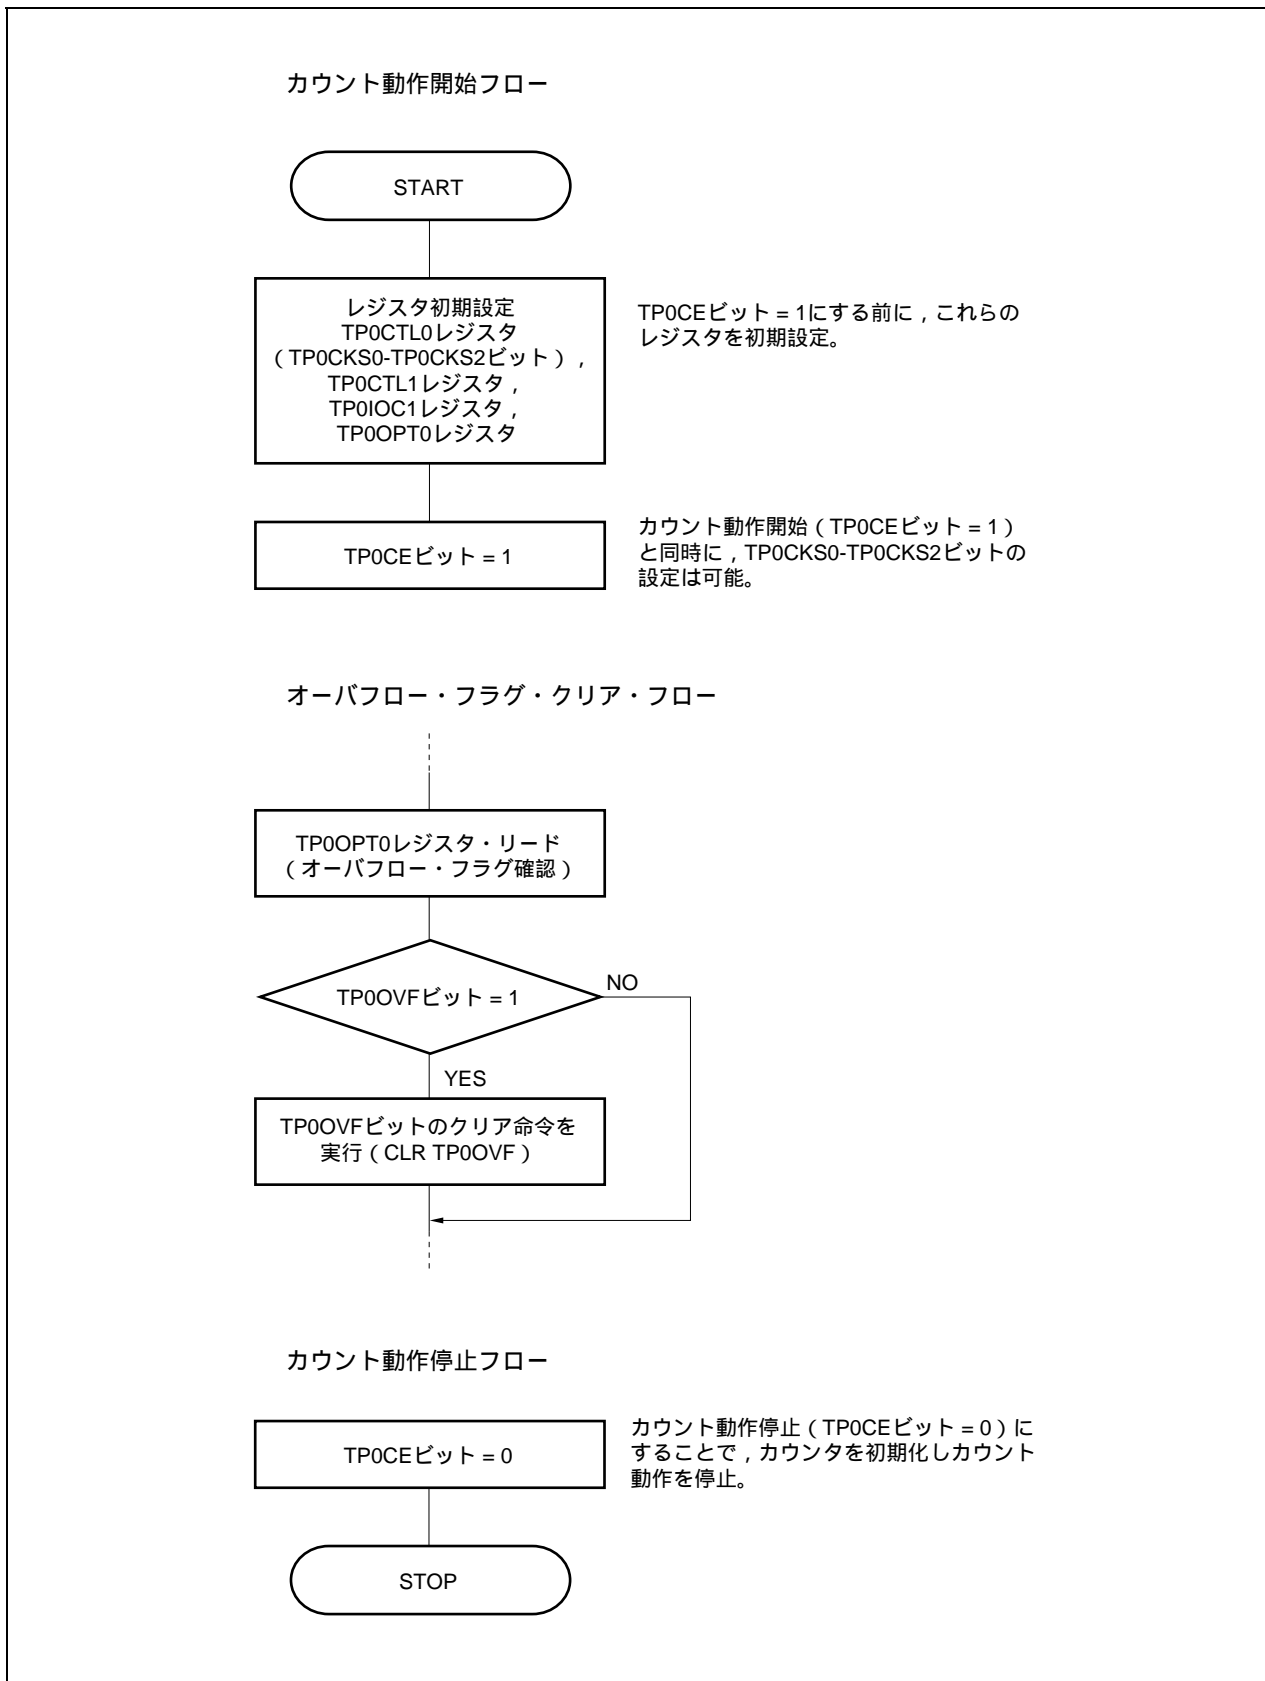 カウント動作開始フロー
START
レジスタ初期設定
TP0CTL0レジスタ
（TP0CKS0-TP0CKS2ビット），
TP0CTL1レジスタ，
TP0IOC1レジスタ，
TP0OPT0レジスタ
TP0CEビット = 1にする前に，これらの
レジスタを初期設定。
TP0CEビット = 1
カウント動作開始（TP0CEビット = 1）
と同時に，TP0CKS0-TP0CKS2ビットの
設定は可能。
オーバフロー・フラグ・クリア・フロー
TP0OPT0レジスタ・リード
（オーバフロー・フラグ確認）
TP0OVFビット = 1
NO
YES
TP0OVFビットのクリア命令を
実行（CLR TP0OVF）
カウント動作停止フロー
TP0CEビット = 0
カウント動作停止（TP0CEビット = 0）に
することで，カウンタを初期化しカウント
動作を停止。
STOP